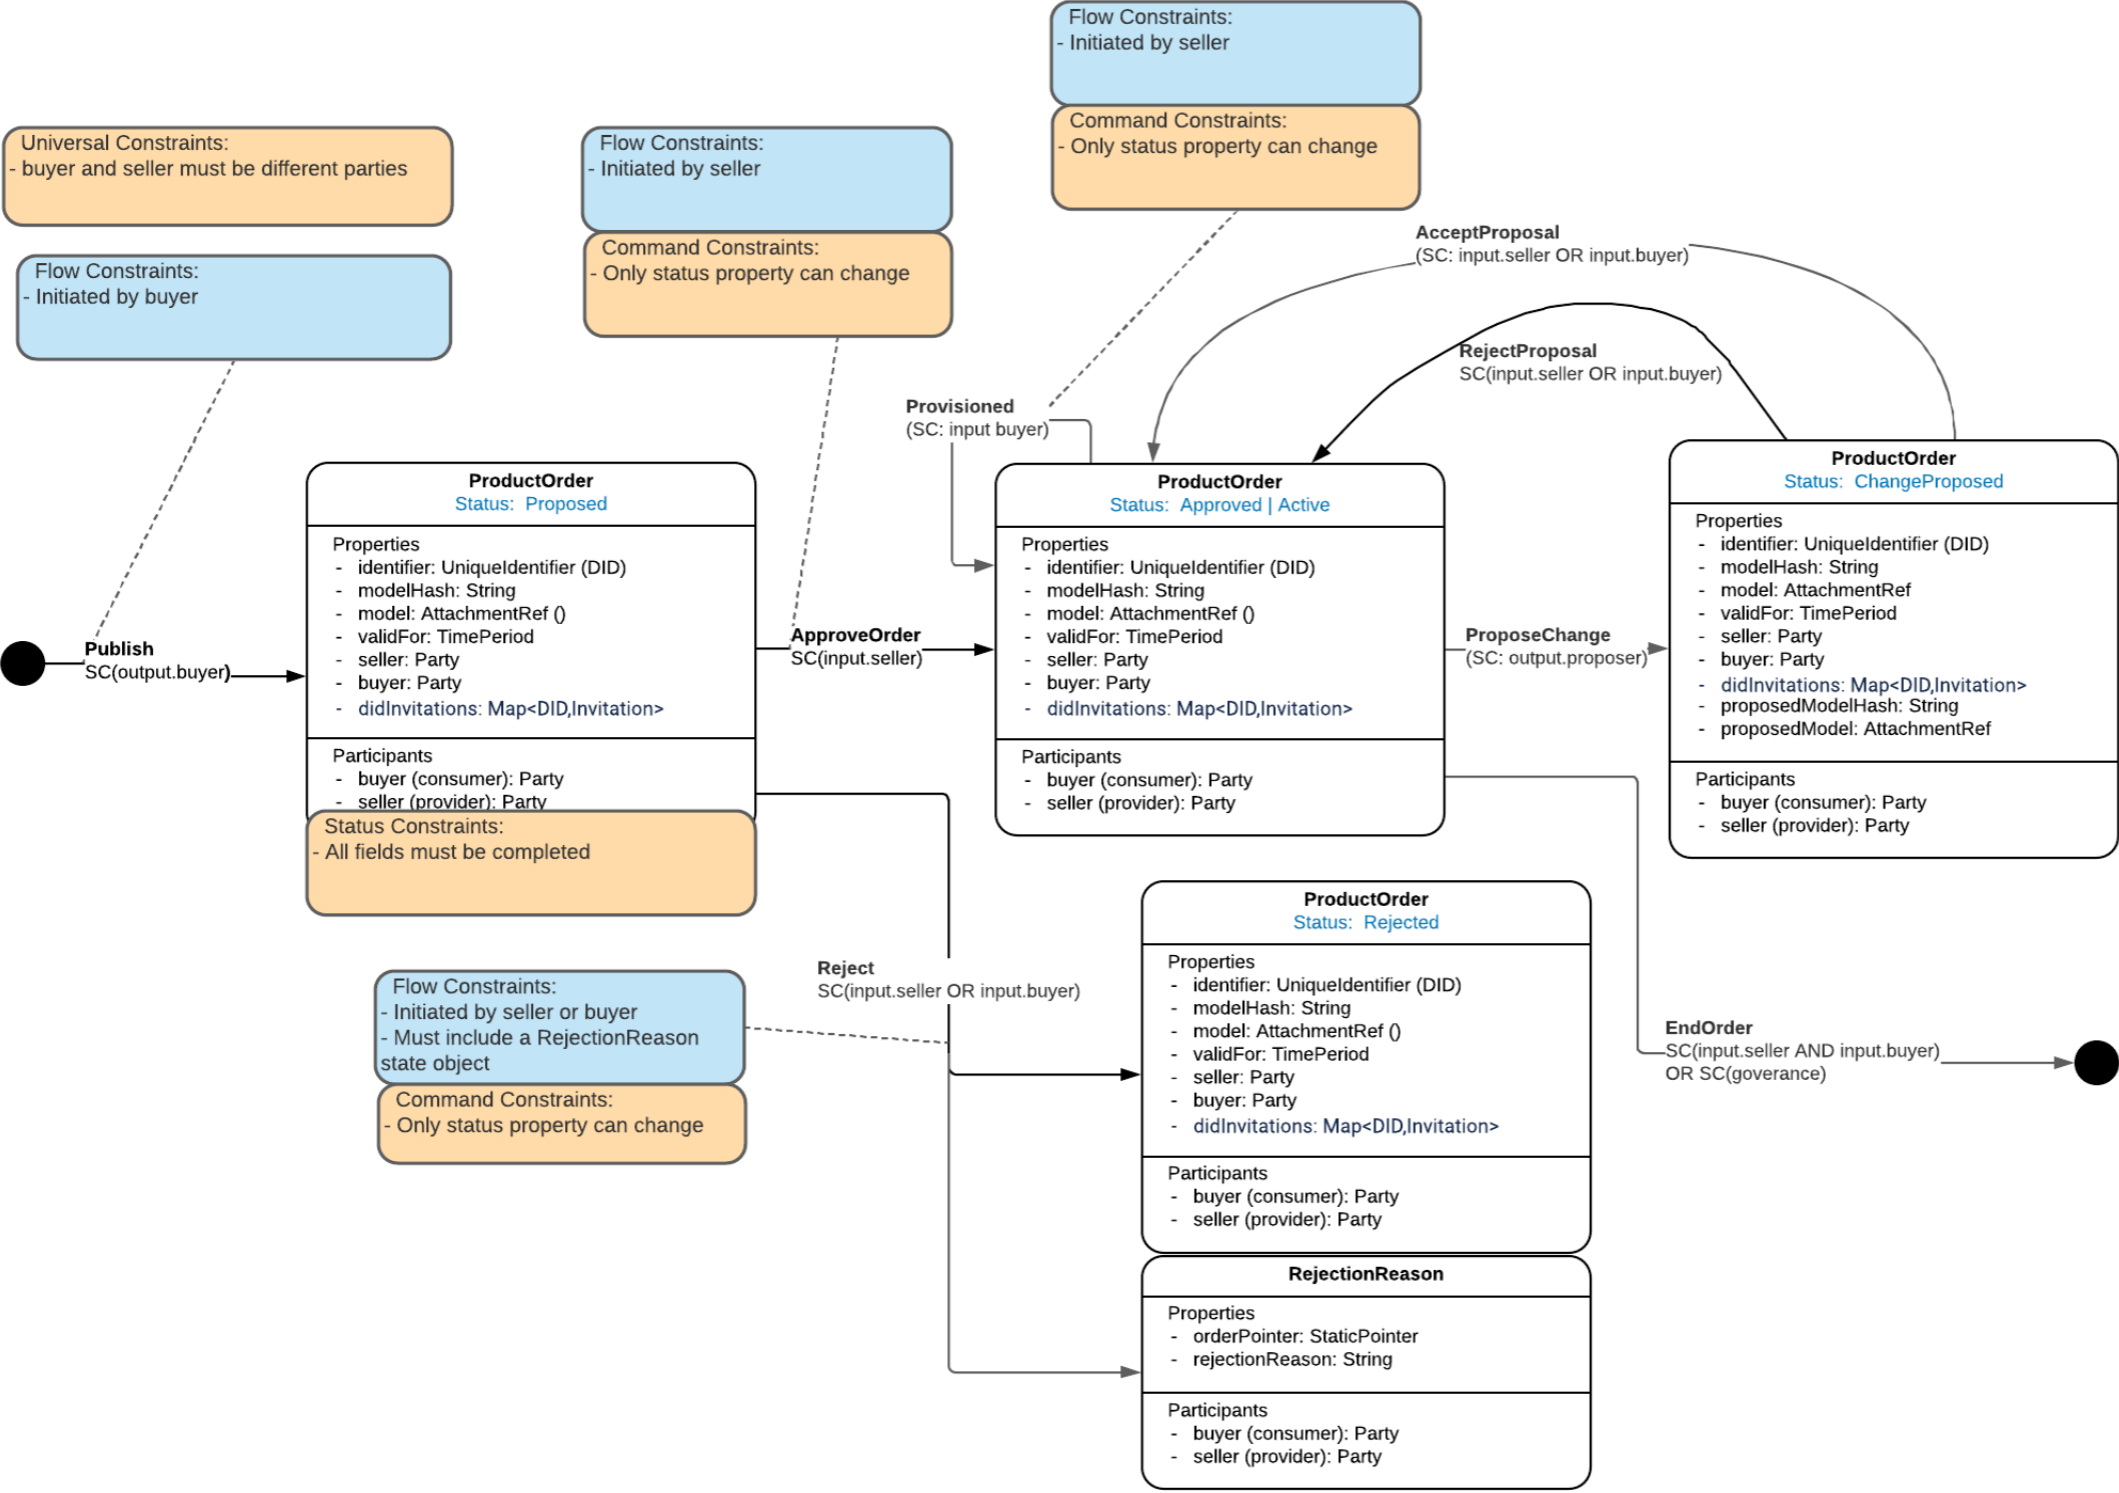 Flow Constraints:
- Initiated by seller
Command Constraints:
- Only status property can change
Universal Constraints:
- buyer and seller must be different parties
Flow Constraints:
- Initiated by buyer
Flow Constraints:
- Initiated by seller
Command Constraints:
- Only status property can change
AcceptProposal
(SC: input.seller OR input.buyer)
RejectProposal
SC(input.seller OR input.buyer)
Provisioned
(SC: input buyer)
Publish
SC(output.buyer)
ProductOrder
Status: Proposed
Properties
- identifier: UniqueIdentifier (DID)
- modelHash: String
- model: AttachmentRef ()
- validFor: TimePeriod
- seller: Party
- buyer: Party
- didInvitations: Map<DID,Invitation>
Participants
- buyer (consumer): Party
- seller (provider): Party
Status Constraints:
- All fields must be completed
ApproveOrder
SC(input.seller)
ProductOrder
Status: Approved | Active
Properties
- identifier: UniqueIdentifier (DID)
- modelHash: String
- model: AttachmentRef ()
- validFor: TimePeriod
- seller: Party
- buyer: Party
- didInvitations: Map<DID,Invitation>
Participants
- buyer (consumer): Party
- seller (provider): Party
ProposeChange
(SC: output.proposer)
ProductOrder
Status: ChangeProposed
Properties
- identifier: UniqueIdentifier (DID)
- modelHash: String
- model: AttachmentRef
- validFor: TimePeriod
- seller: Party
- buyer: Party
- didInvitations: Map<DID,Invitation>
- proposedModelHash: String
- proposedModel: AttachmentRef
Participants
- buyer (consumer): Party
- seller (provider): Party
Flow Constraints:
- Initiated by seller or buyer
- Must include a RejectionReason
state object
Command Constraints:
- Only status property can change
Reject
SC(input.seller OR input.buyer)
ProductOrder
Status: Rejected
Properties
- identifier: UniqueIdentifier (DID)
- modelHash: String
- model: AttachmentRef ()
- validFor: TimePeriod
- seller: Party
- buyer: Party
- didInvitations: Map<DID,Invitation>
Participants
- buyer (consumer): Party
- seller (provider): Party
EndOrder
SC(input.seller AND input.buyer)
OR SC(goverance)
RejectionReason
Properties
- orderPointer: StaticPointer
- rejectionReason: String
Participants
- buyer (consumer): Party
- seller (provider): Party